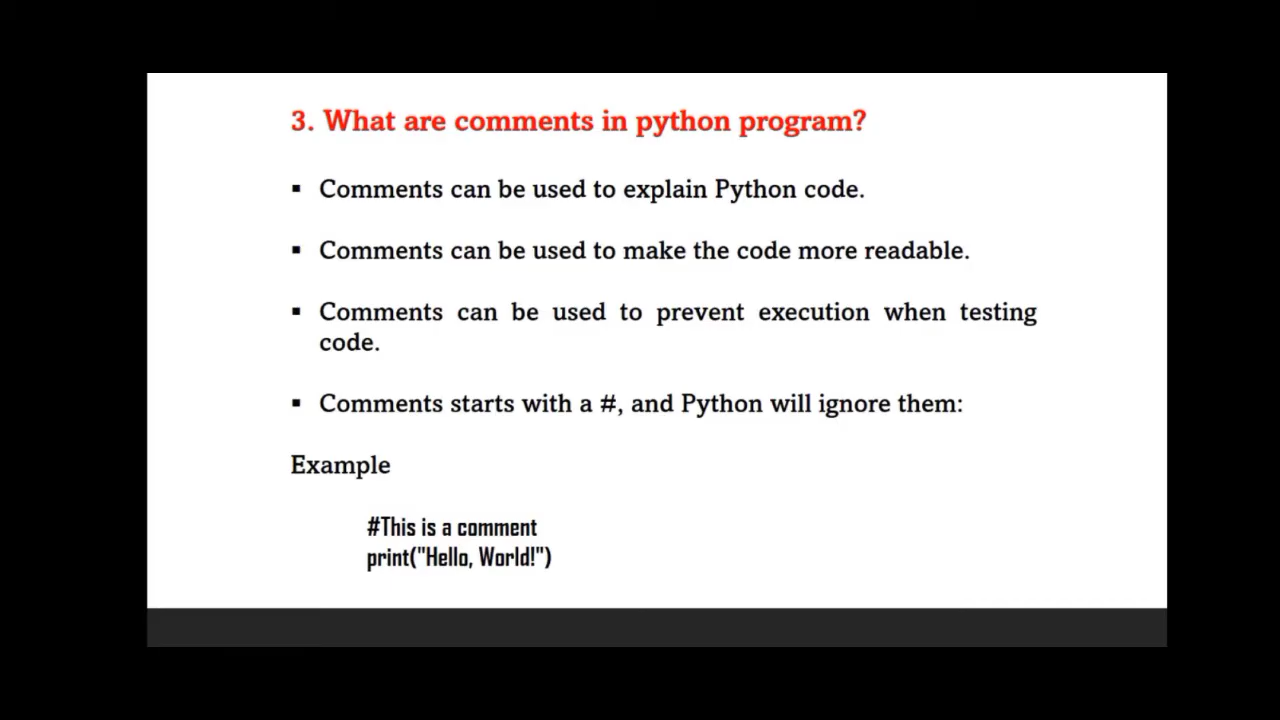 3. What are comments in python program?
▪ Comments can be used to explain Python code.
▪ Comments can be used to make the code more readable.
▪ Comments can be used to prevent execution when testing
code.
▪ Comments starts with a #, and Python will ignore them:
Example
#This is a comment
print("Hello, World!")